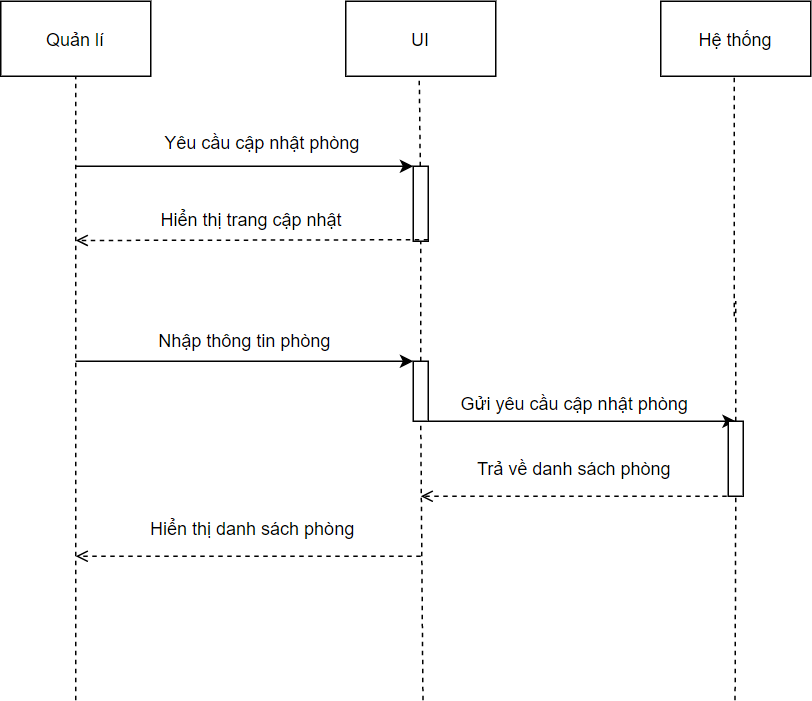 Quản lí
UI
Hệ thống
Yêu cầu cập nhật phòng
Hiển thị trang cập nhật
Nhập thông tin phòng
Gửi yêu cầu cập nhật phòng
Trả về danh sách phòng
Hiển thị danh sách phòng